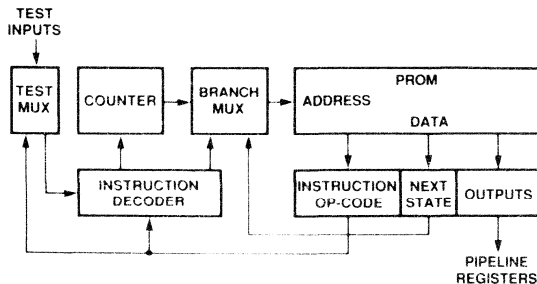 TEST
INPUTS
TEST
MUX
COUNTER
BRANCH
MUX
PROM
ADDRESS
DATA
INSTRUCTION
DECODER
INSTRUCTION
OP-CODE
NEXT
STATE
OUTPUTS
PIPELINE
REGISTERS